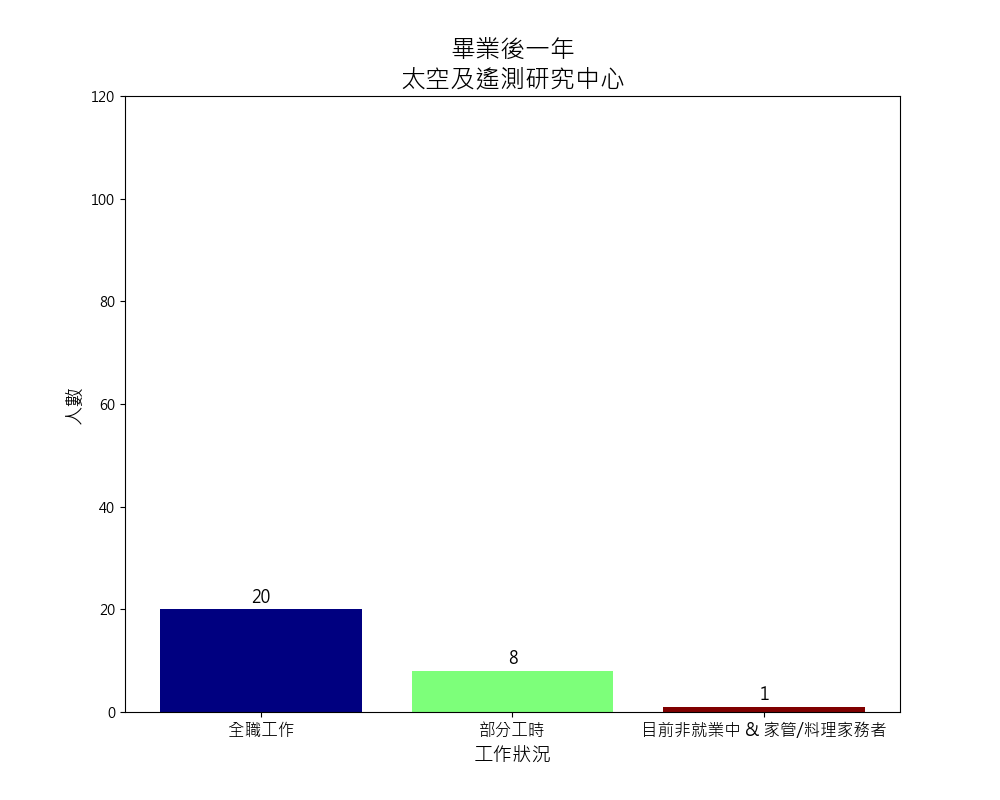 畢業後一年
太空及遙測研究中心
120
100
80
60
40
20
0
人數
20
8
1
全職工作
部分工時
目前非就業中 & 家管/料理家務者
工作狀況